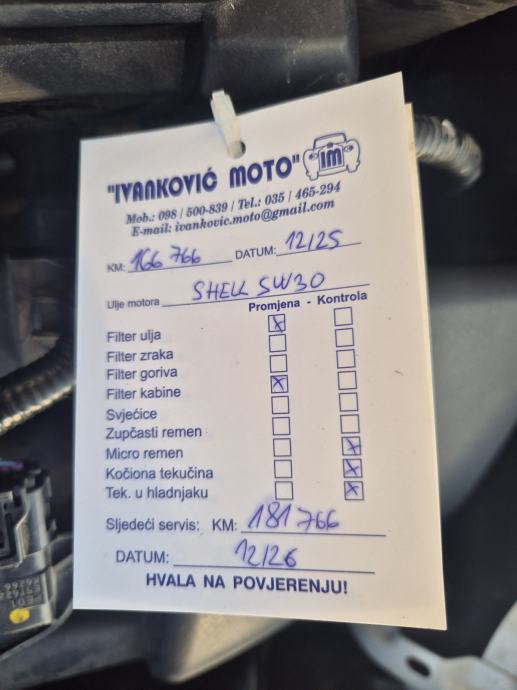 "IVANKOVIĆ MOTO" IM
Mob.: 098 / 500-839 / Tel.: 035 / 465-294
E-mail: ivankovic.moto@gmail.com
KM: 166 766 DATUM: 12/25
Ulje motora SHELL 5W30
Promjena - Kontrola
Filter ulja X
Filter zraka
Filter goriva
Filter kabine X
Svjećice
Zupčasti remen
Micro remen X
Kočiona tekućina X
Tek. u hladnjaku X
Sljedeći servis: KM: 181 766
DATUM: 12/26
HVALA NA POVJERENJU!